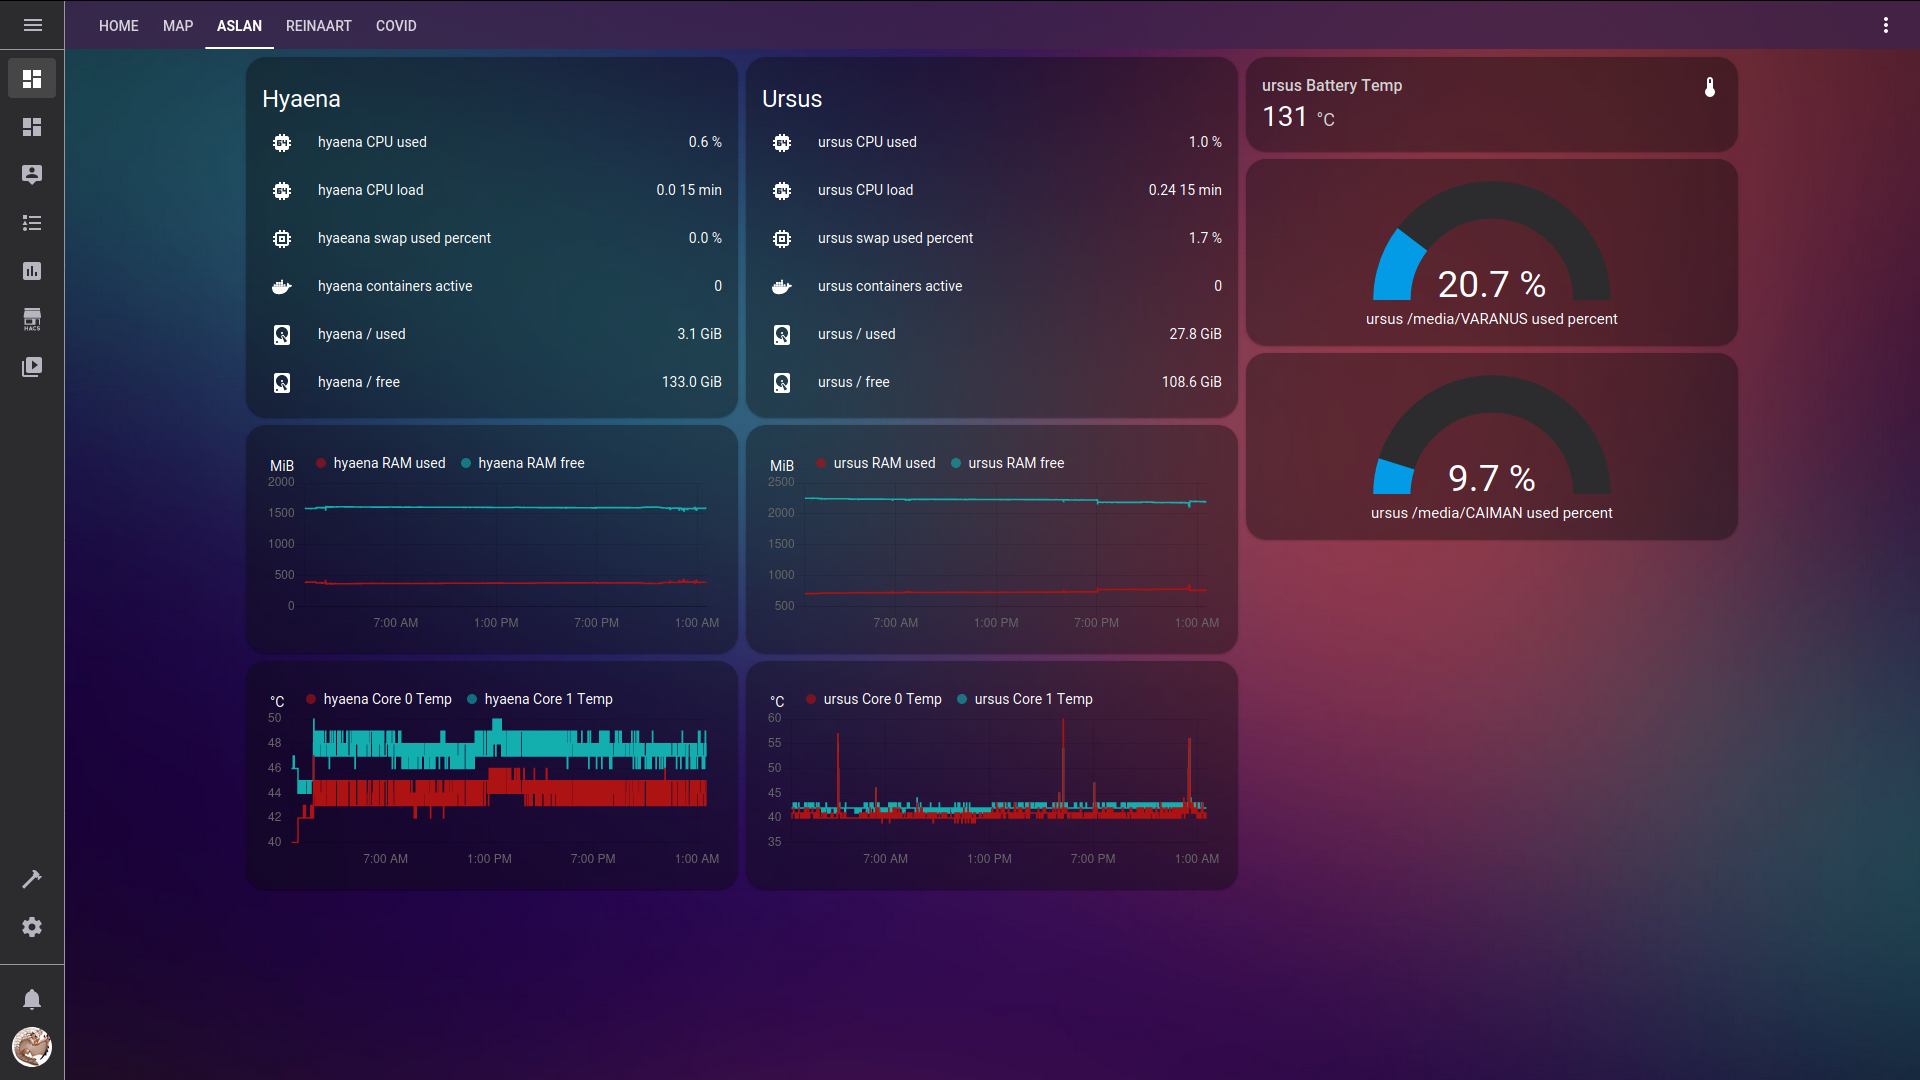 HOME MAP ASLAN REINAART COVID
HACS
Hyaena
hyaena CPU used 0.6 %
hyaena CPU load 0.0 15 min
hyaeana swap used percent 0.0 %
hyaena containers active 0
hyaena / used 3.1 GiB
hyaena / free 133.0 GiB
MiB hyaena RAM used hyaena RAM free
2000
1500
1000
500
0
7:00 AM 1:00 PM 7:00 PM 1:00 AM
°C hyaena Core 0 Temp hyaena Core 1 Temp
50
48
46
44
42
40
7:00 AM 1:00 PM 7:00 PM 1:00 AM
Ursus
64
ursus CPU used 1.0 %
64
ursus CPU load 0.24 15 min
ursus swap used percent 1.7 %
ursus containers active 0
ursus / used 27.8 GiB
ursus / free 108.6 GiB
MiB ursus RAM used ursus RAM free
2500
2000
1500
1000
500
7:00 AM 1:00 PM 7:00 PM 1:00 AM
°C ursus Core 0 Temp ursus Core 1 Temp
60
55
50
45
40
35
7:00 AM 1:00 PM 7:00 PM 1:00 AM
ursus Battery Temp
131 °C
20.7 %
ursus /media/VARANUS used percent
9.7 %
ursus /media/CAIMAN used percent